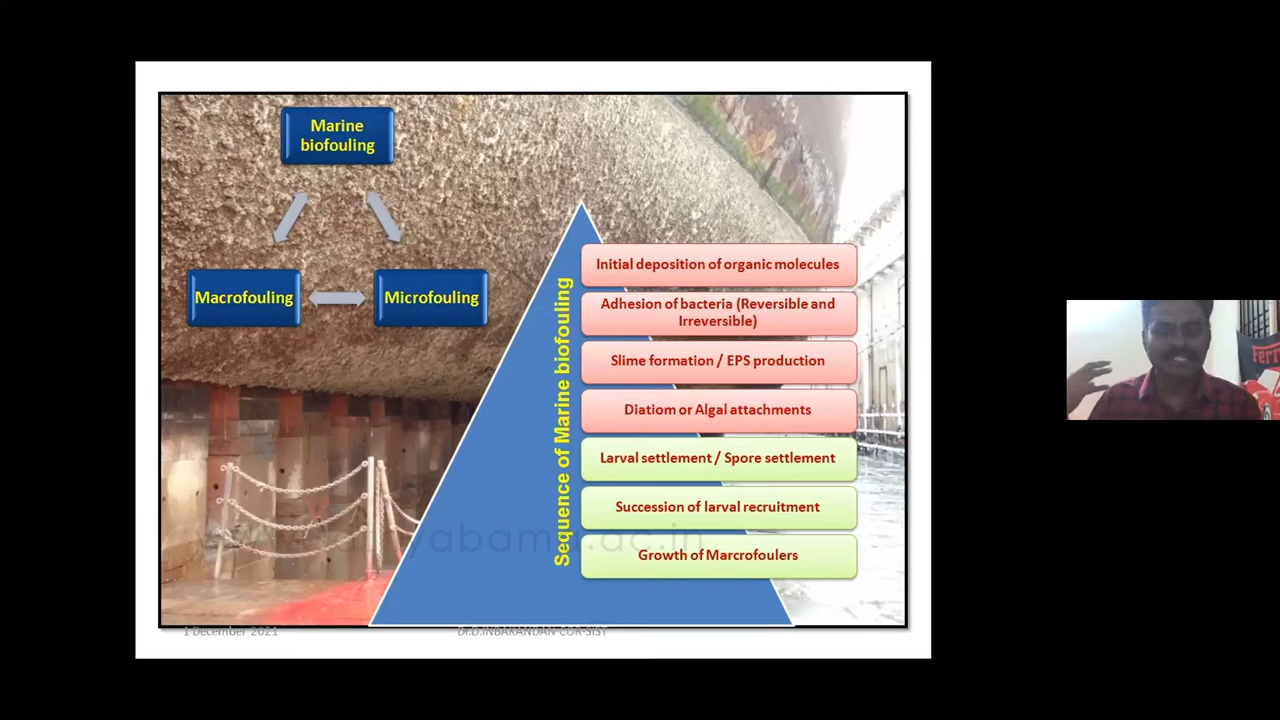 Marine
biofouling
Macrofouling
Microfouling
Sequence of Marine biofouling
Initial deposition of organic molecules
Adhesion of bacteria (Reversible and
Irreversible)
Slime formation / EPS production
Diatiom or Algal attachments
Larval settlement / Spore settlement
Succession of larval recruitment
Growth of Marcrofoulers
1 December 2021
Dr.D.INBAKANDAN-COR-SIST